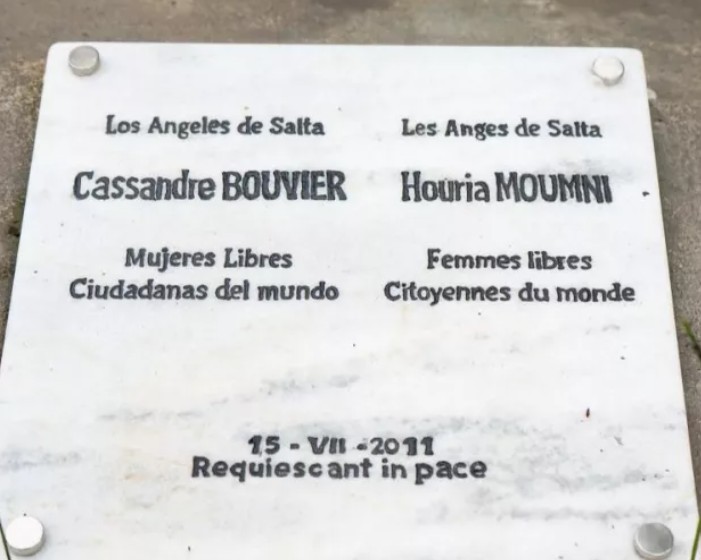 Los Angeles de Salta
Cassandre BOUVIER
Mujeres Libres
Ciudadanas del mundo
Les Anges de Salta
Houria MOUMNI
Femmes libres
Citoyennes du monde
15 - VII - 2011
Requiescant in pace